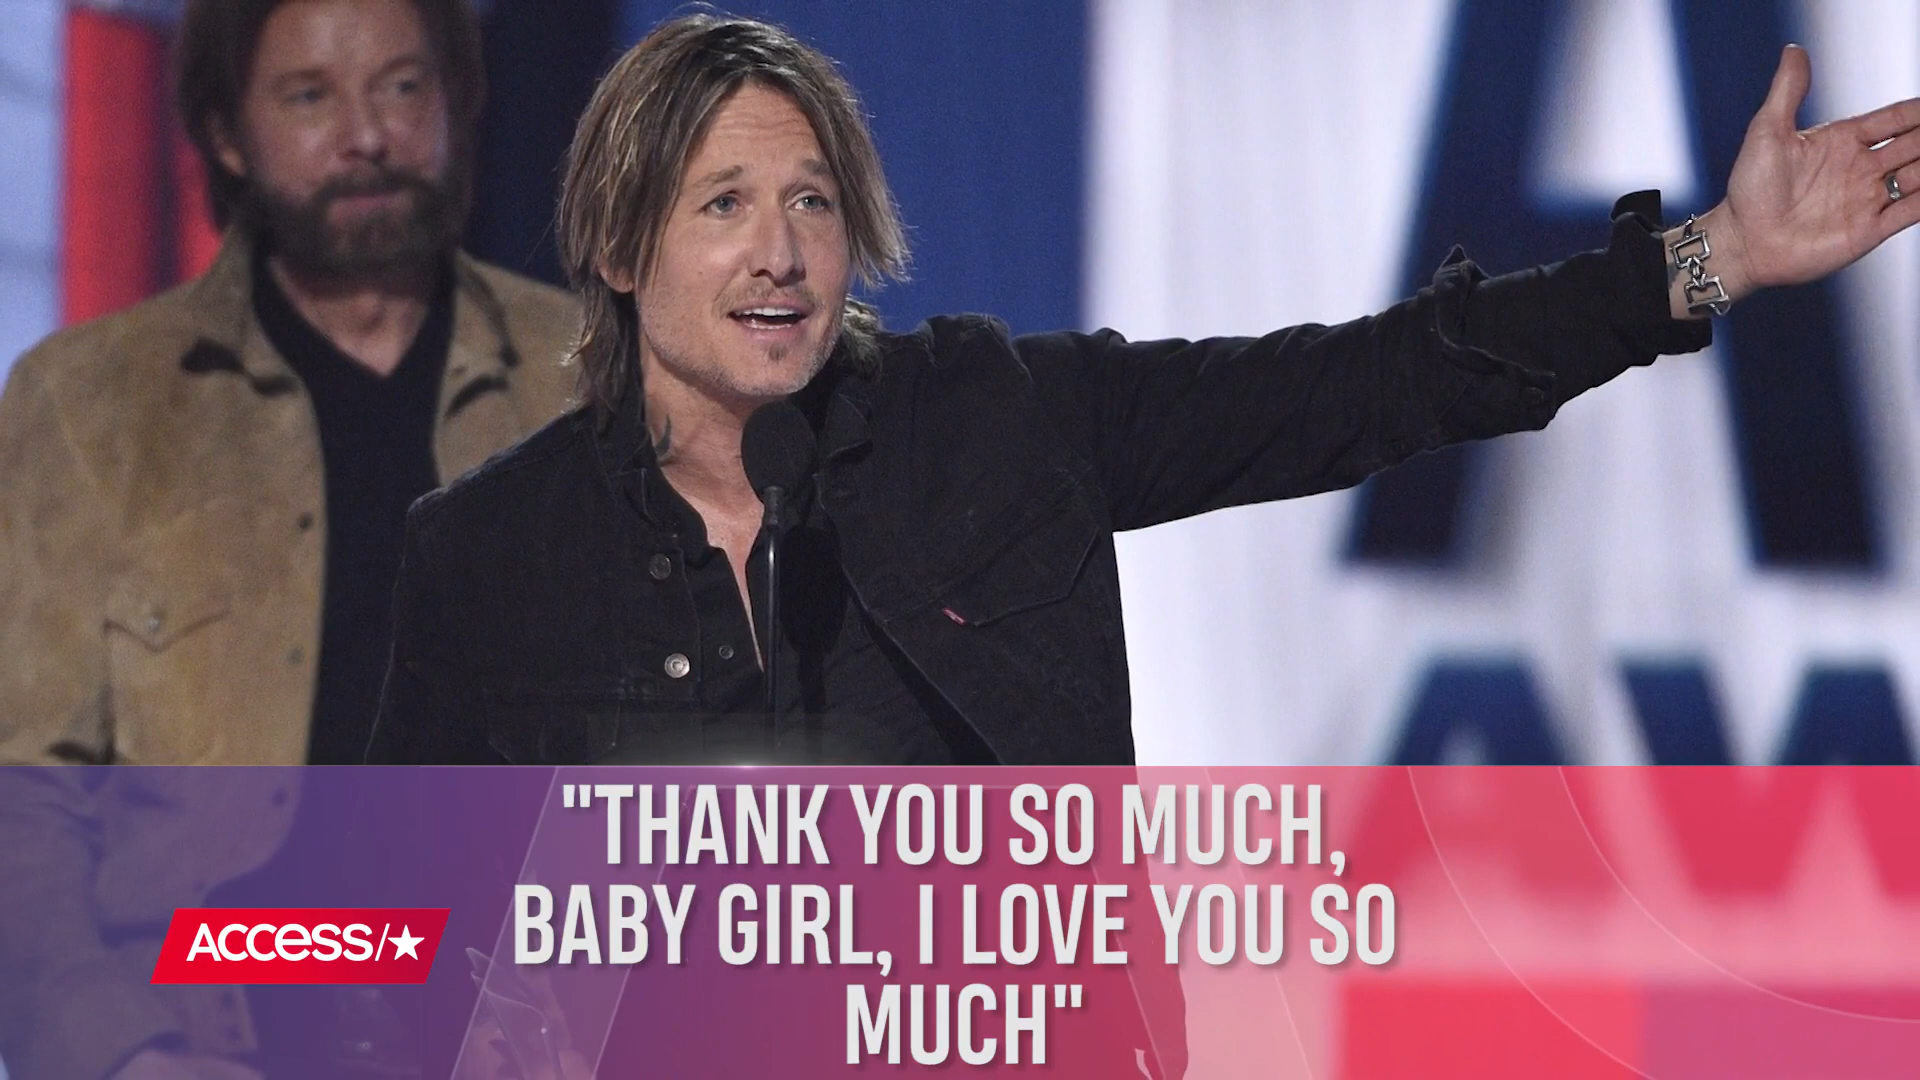 "THANK YOU SO MUCH,
BABY GIRL, I LOVE YOU SO
MUCH"
ACCESS/★